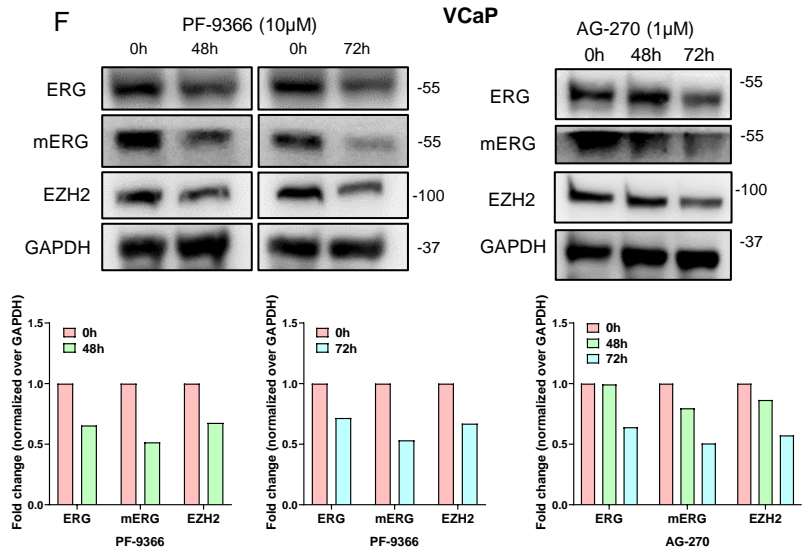 F
PF-9366 (10µM)
VCaP
AG-270 (1µM)
0h 48h 0h 72h
0h 48h 72h
ERG -55
mERG -55
EZH2 -100
GAPDH -37
ERG -55
mERG -55
EZH2 -100
GAPDH -37
Fold change (normalized over GAPDH)
1.5
1.0
0.5
0.0
0h
48h
ERG mERG EZH2
PF-9366
Fold change (normalized over GAPDH)
1.5
1.0
0.5
0.0
0h
72h
ERG mERG EZH2
PF-9366
Fold change (normalized over GAPDH)
1.5
1.0
0.5
0.0
0h
48h
72h
ERG mERG EZH2
AG-270